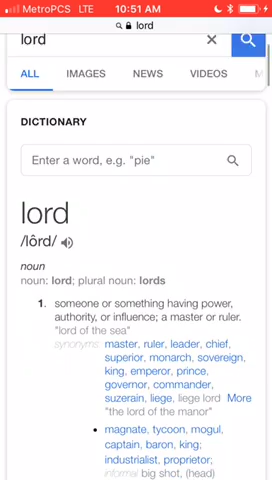 MetroPCS LTE 10:51 AM
lord
lord
ALL IMAGES NEWS VIDEOS M
DICTIONARY
Enter a word, e.g. "pie"
lord
/lôrd/
noun
noun: lord; plural noun: lords
1. someone or something having power,
authority, or influence; a master or ruler.
"lord of the sea"
synonyms: master, ruler, leader, chief,
superior, monarch, sovereign,
king, emperor, prince,
governor, commander,
suzerain, liege, liege lord More
"the lord of the manor"
• magnate, tycoon, mogul,
captain, baron, king;
industrialist, proprietor;
informal big shot, (head)